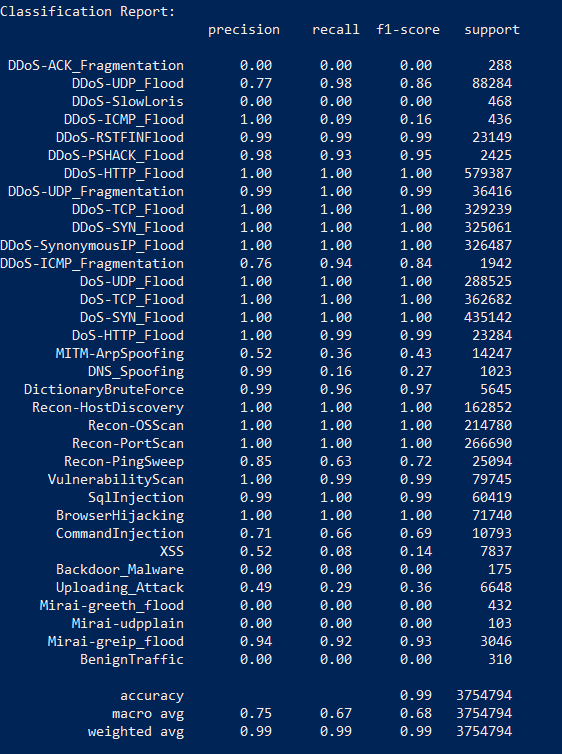 Classification Report:
precision recall f1-score support
DDoS-ACK_Fragmentation 0.00 0.00 0.00 288
DDoS-UDP_Flood 0.77 0.98 0.86 88284
DDoS-SlowLoris 0.00 0.00 0.00 468
DDoS-ICMP_Flood 1.00 0.09 0.16 436
DDoS-RSTFINFlood 0.99 0.99 0.99 23149
DDoS-PSHACK_Flood 0.98 0.93 0.95 2425
DDoS-HTTP_Flood 1.00 1.00 1.00 579387
DDoS-UDP_Fragmentation 0.99 1.00 0.99 36416
DDoS-TCP_Flood 1.00 1.00 1.00 329239
DDoS-SYN_Flood 1.00 1.00 1.00 325061
DDoS-SynonymousIP_Flood 1.00 1.00 1.00 326487
DDoS-ICMP_Fragmentation 0.76 0.94 0.84 1942
DoS-UDP_Flood 1.00 1.00 1.00 288525
DoS-TCP_Flood 1.00 1.00 1.00 362682
DoS-SYN_Flood 1.00 1.00 1.00 435142
DoS-HTTP_Flood 1.00 0.99 0.99 23284
MITM-ArpSpoofing 0.52 0.36 0.43 14247
DNS_Spoofing 0.99 0.16 0.27 1023
DictionaryBruteForce 0.99 0.96 0.97 5645
Recon-HostDiscovery 1.00 1.00 1.00 162852
Recon-OSScan 1.00 1.00 1.00 214780
Recon-PortScan 1.00 1.00 1.00 266690
Recon-PingSweep 0.85 0.63 0.72 25094
VulnerabilityScan 1.00 0.99 0.99 79745
SqlInjection 0.99 1.00 0.99 60419
BrowserHijacking 1.00 1.00 1.00 71740
CommandInjection 0.71 0.66 0.69 10793
XSS 0.52 0.08 0.14 7837
Backdoor_Malware 0.00 0.00 0.00 175
Uploading_Attack 0.49 0.29 0.36 6648
Mirai-greeth_flood 0.00 0.00 0.00 432
Mirai-udpplain 0.00 0.00 0.00 103
Mirai-greip_flood 0.94 0.92 0.93 3046
BenignTraffic 0.00 0.00 0.00 310
accuracy 0.99 3754794
macro avg 0.75 0.67 0.68 3754794
weighted avg 0.99 0.99 0.99 3754794